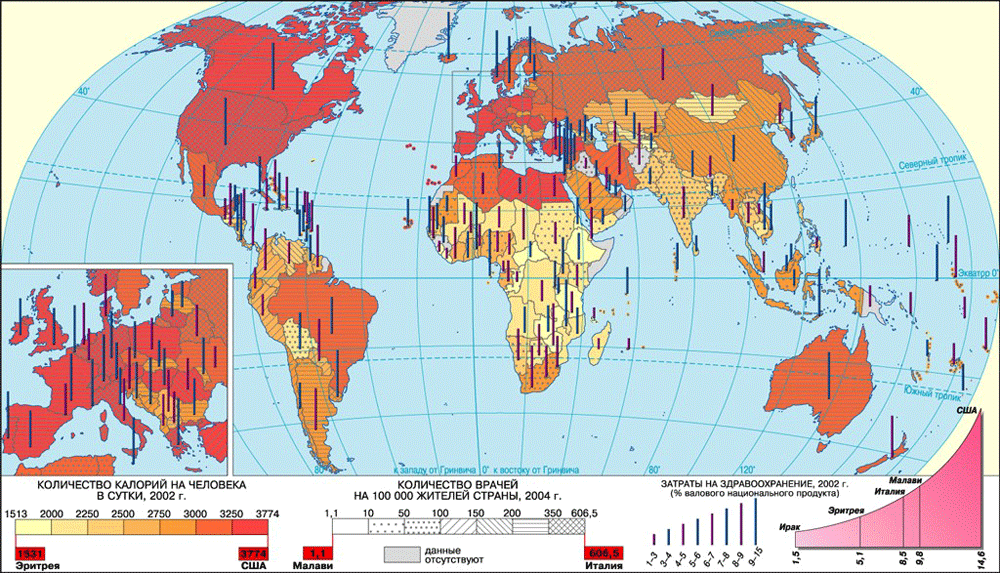 Северный полярный круг
40°
40°
Северный тропик
Экватор 0°
Южный тропик
80°
к западу от Гринвича 0° к востоку от Гринвича
80°
120°
КОЛИЧЕСТВО КАЛОРИЙ НА ЧЕЛОВЕКА
В СУТКИ, 2002 г.
1513 2000 2250 2500 2750 3000 3250 3774
1531
Эритрея
3774
США
КОЛИЧЕСТВО ВРАЧЕЙ
НА 100 000 ЖИТЕЛЕЙ СТРАНЫ, 2004 г.
1,1 10 50 100 150 200 350 606,5
1,1
Малави
данные
отсутствуют
606,5
Италия
ЗАТРАТЫ НА ЗДРАВООХРАНЕНИЕ, 2002 г.
(% валового национального продукта)
1–3 3–4 4–5 5–6 6–7 7–8 8–9 9–15
США
Малави
Италия
Эритрея
Ирак
1,5 5,1 8,5 9,8 14,6